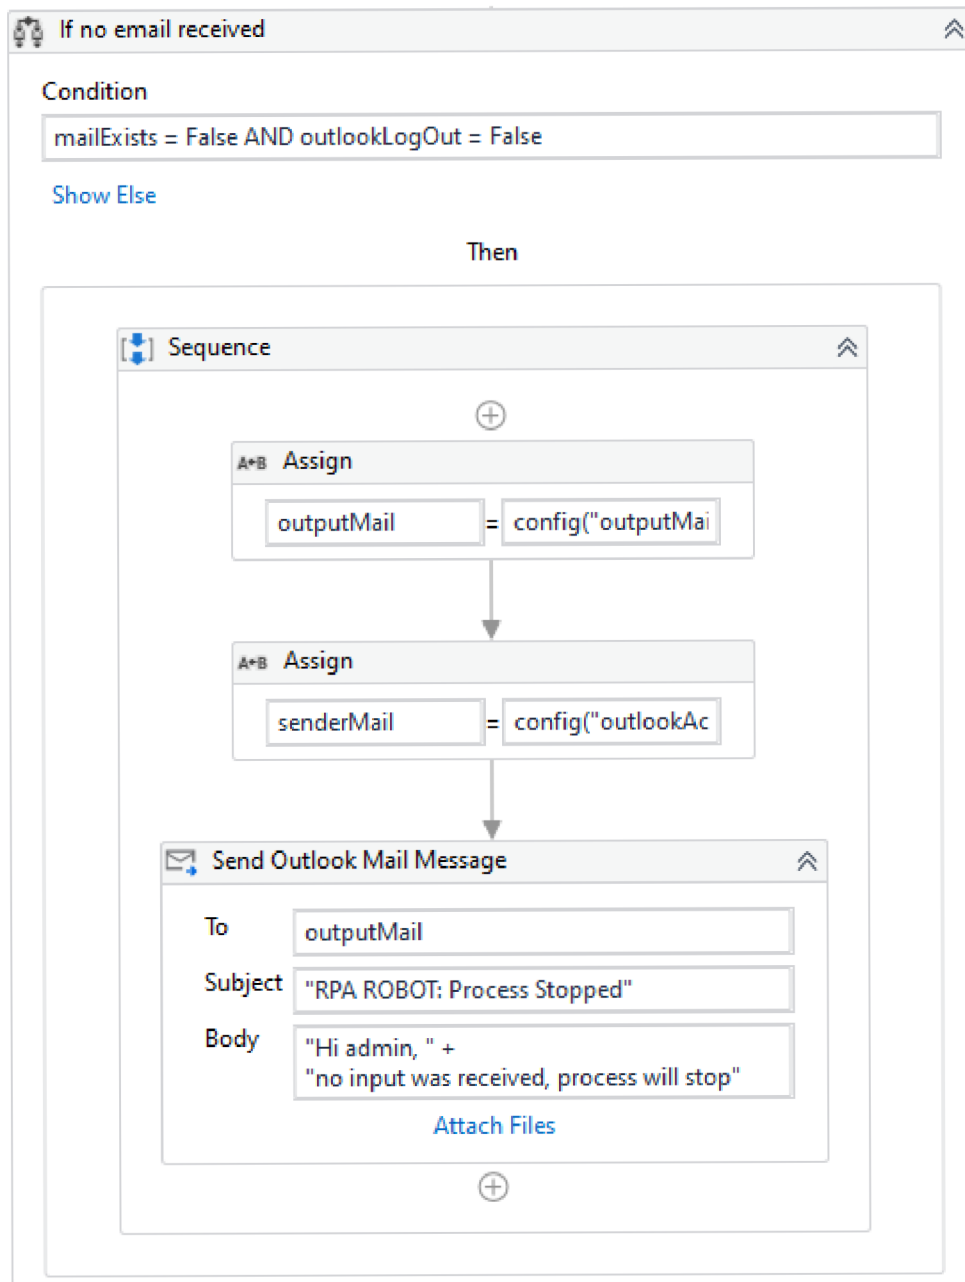 If no email received
Condition
mailExists = False AND outlookLogOut = False
Show Else
Then
Sequence
A+B Assign
outputMail = config("outputMai
A+B Assign
senderMail = config("outlookAc
Send Outlook Mail Message
To outputMail
Subject "RPA ROBOT: Process Stopped"
Body "Hi admin, " +
"no input was received, process will stop"
Attach Files